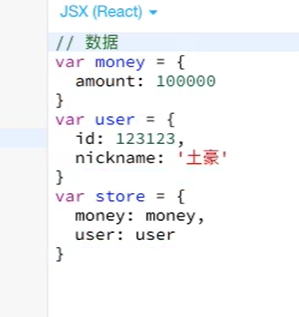 JSX (React)
// 数据
var money = {
  amount: 100000
}
var user = {
  id: 123123,
  nickname: '土豪'
}
var store = {
  money: money,
  user: user
}